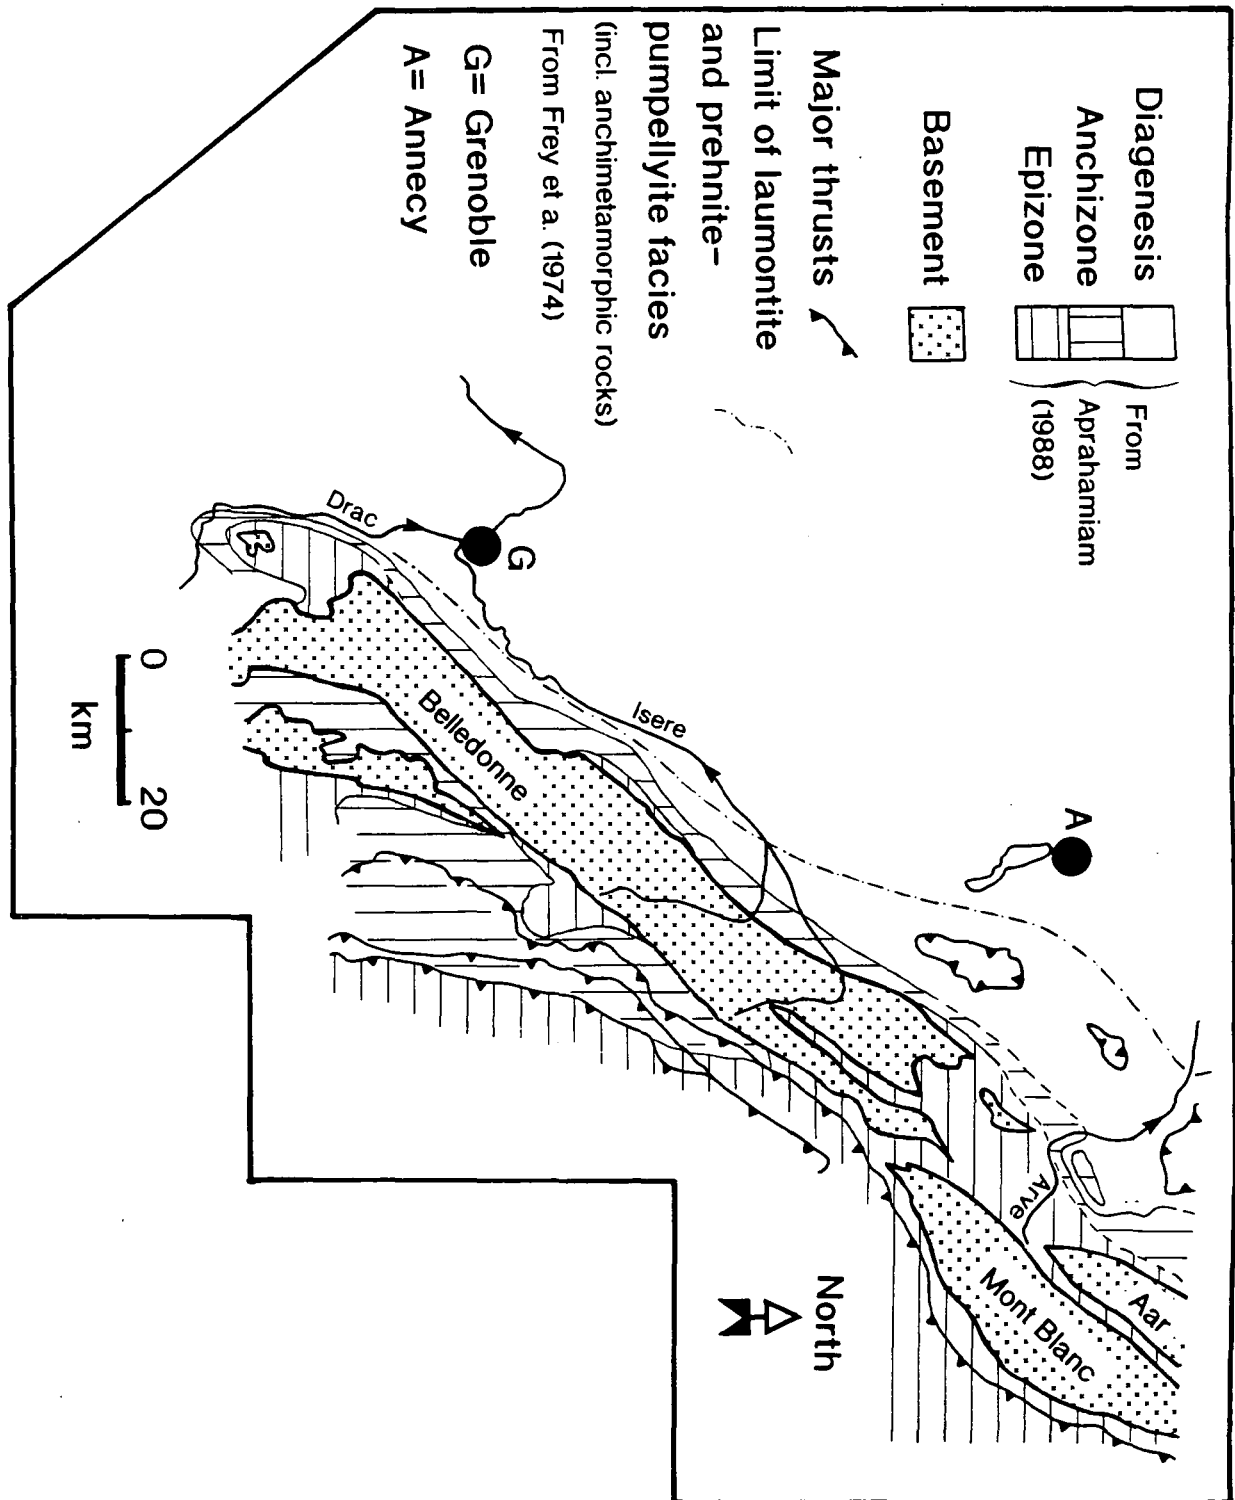 Diagenesis
Anchizone
Epizone
From
Aprahamiam
(1988)
Basement
Major thrusts
Limit of laumontite
and prehnite-
pumpellyite facies
(incl. anchimetamorphic rocks)
From Frey et a. (1974)
G= Grenoble
A= Annecy
A
G
Drac
Isere
Arve
Belledonne
Mont Blanc
Aar
North
0 20
km